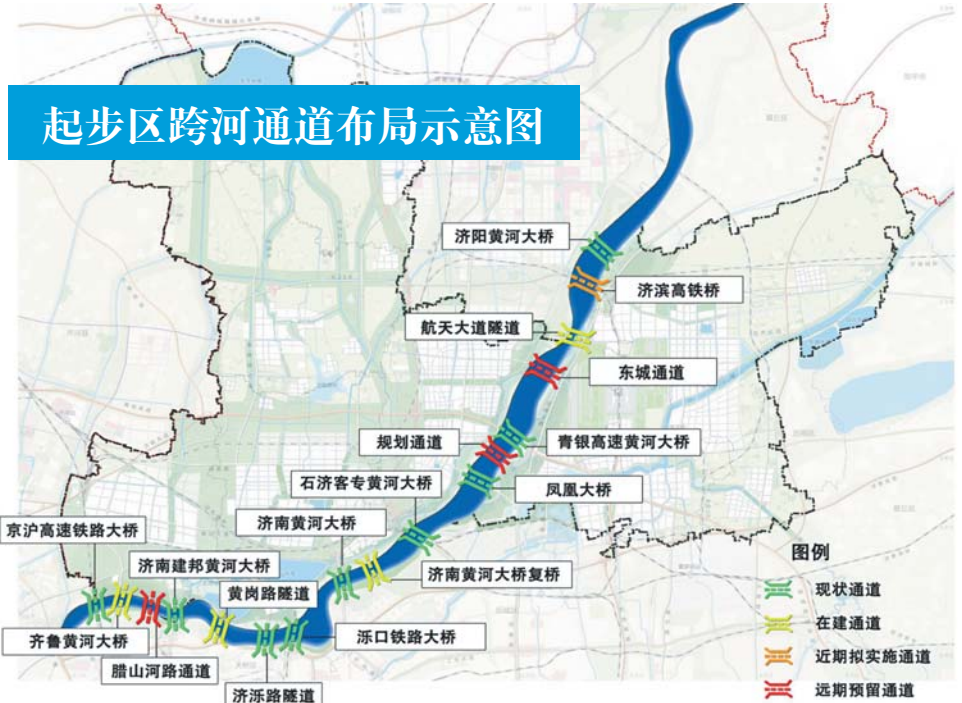 起步区跨河通道布局示意图
济阳黄河大桥
济滨高铁桥
航天大道隧道
东城通道
规划通道
青银高速黄河大桥
石济客专黄河大桥
凤凰大桥
济南黄河大桥
京沪高速铁路大桥
济南建邦黄河大桥
济南黄河大桥复桥
黄岗路隧道
齐鲁黄河大桥
泺口铁路大桥
腊山河路通道
济泺路隧道
图例
现状通道
在建通道
近期拟实施通道
远期预留通道